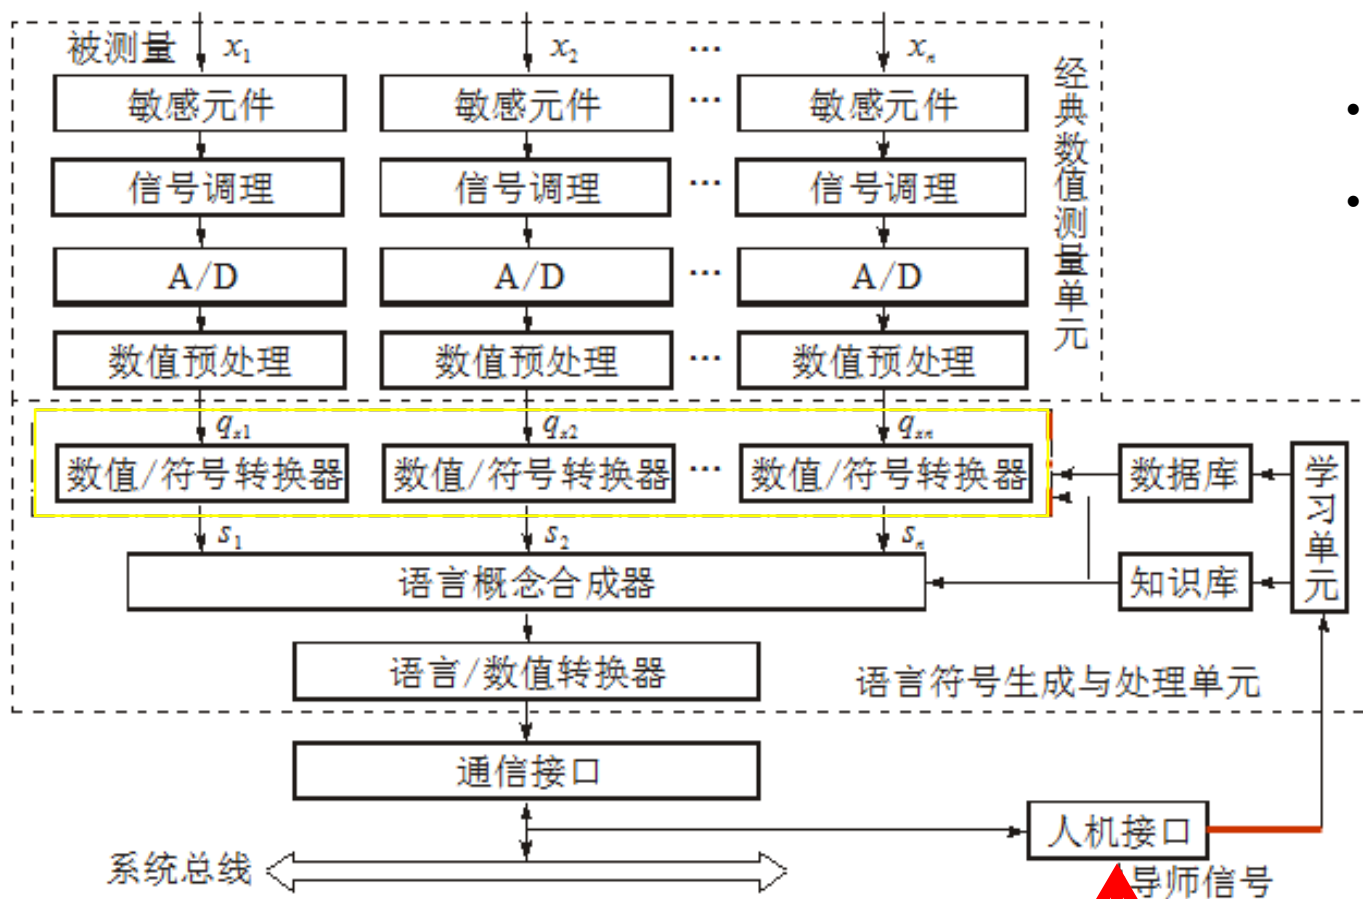 被测量 x₁ x₂ ··· xₙ
敏感元件 敏感元件 ··· 敏感元件
信号调理 信号调理 ··· 信号调理
A/D A/D ··· A/D
数值预处理 数值预处理 ··· 数值预处理
经典数值测量单元
qₓ₁ qₓ₂ qₓₙ
数值/符号转换器 数值/符号转换器 ··· 数值/符号转换器
数据库
学习单元
s₁ s₂ sₙ
语言概念合成器
知识库
语言/数值转换器
语言符号生成与处理单元
通信接口
人机接口
系统总线
导师信号